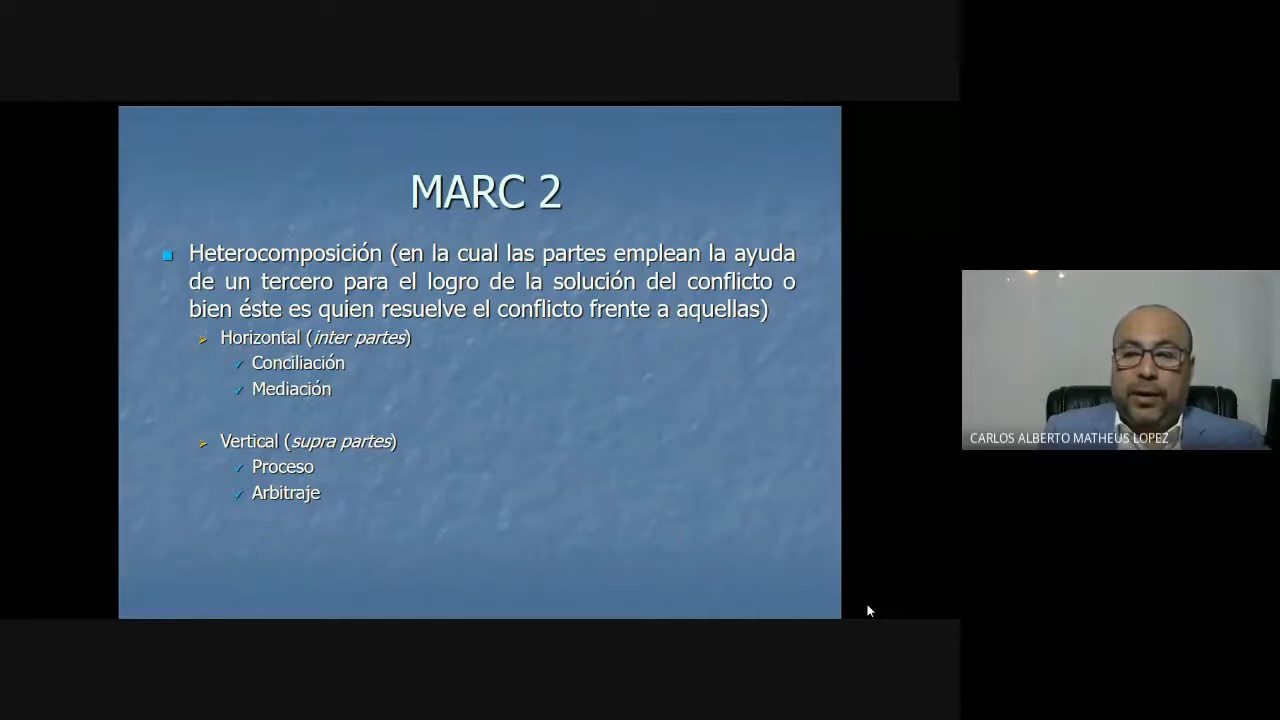 MARC 2
Heterocomposición (en la cual las partes emplean la ayuda
de un tercero para el logro de la solución del conflicto o
bien éste es quien resuelve el conflicto frente a aquellas)
Horizontal (inter partes)
Conciliación
Mediación
Vertical (supra partes)
Proceso
Arbitraje
CARLOS ALBERTO MATHEUS LOPEZ